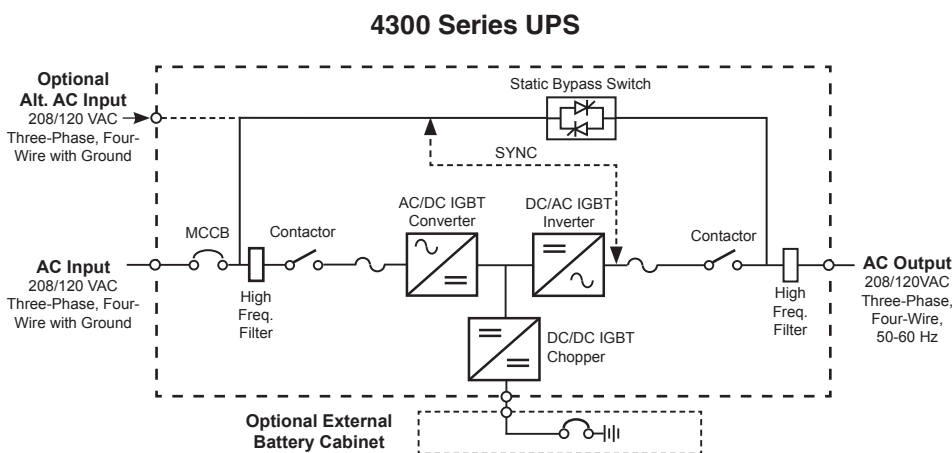 4300 Series UPS
Optional
Alt. AC Input
208/120 VAC
Three-Phase, Four-
Wire with Ground
Static Bypass Switch
SYNC
MCCB
Contactor
AC/DC IGBT
Converter
DC/AC IGBT
Inverter
Contactor
AC Input
208/120 VAC
Three-Phase, Four-
Wire with Ground
High
Freq.
Filter
High
Freq.
Filter
AC Output
208/120VAC
Three-Phase,
Four-Wire,
50-60 Hz
DC/DC IGBT
Chopper
Optional External
Battery Cabinet